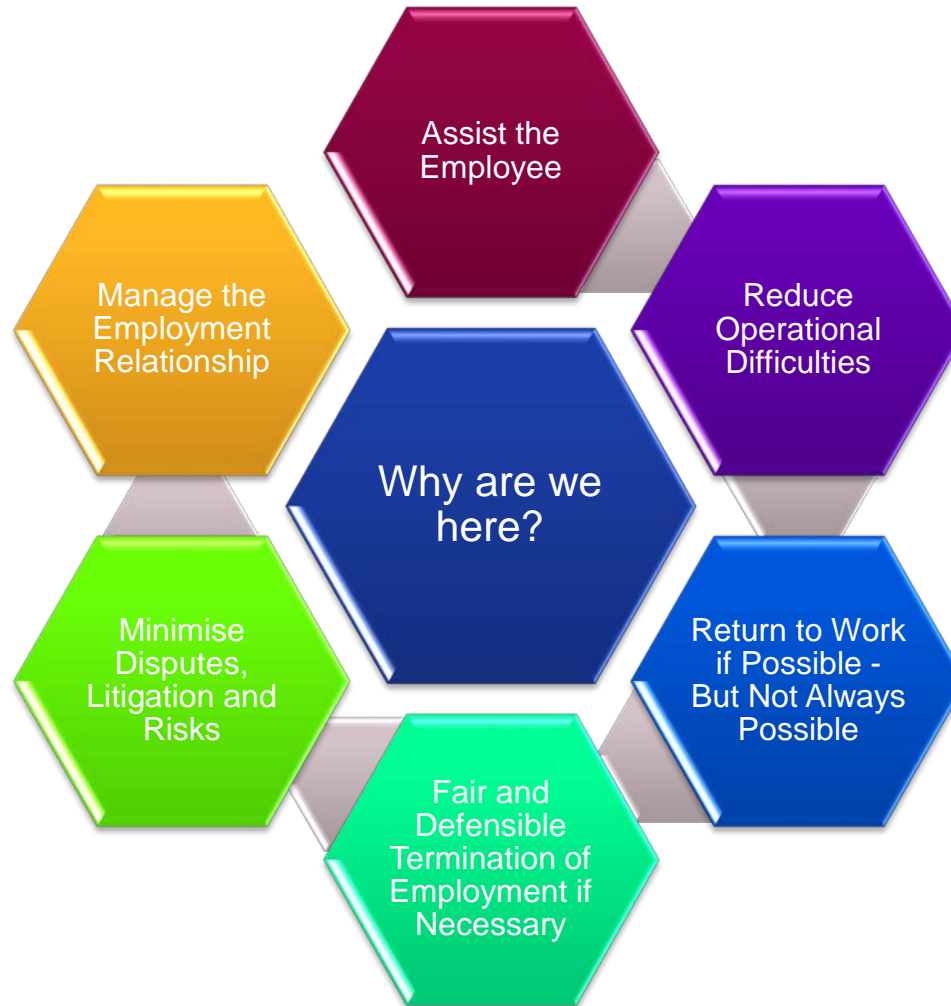 Assist the
Employee
Manage the
Employment
Relationship
Reduce
Operational
Difficulties
Why are we
here?
Minimise
Disputes,
Litigation and
Risks
Return to Work
if Possible -
But Not Always
Possible
Fair and
Defensible
Termination of
Employment if
Necessary